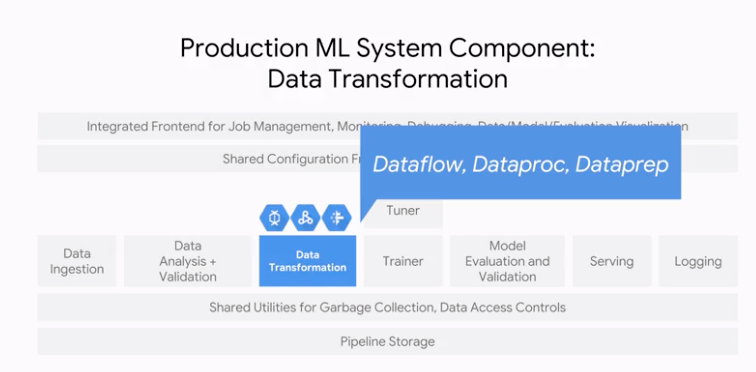 Production ML System Component:
Data Transformation
Integrated Frontend for Job Management, Monitoring, Debugging, Data/Model/Evaluation Visualization
Shared Configuration
Dataflow, Dataproc, Dataprep
Tuner
Data
Ingestion
Data
Analysis +
Validation
Data
Transformation
Trainer
Model
Evaluation and
Validation
Serving
Logging
Shared Utilities for Garbage Collection, Data Access Controls
Pipeline Storage